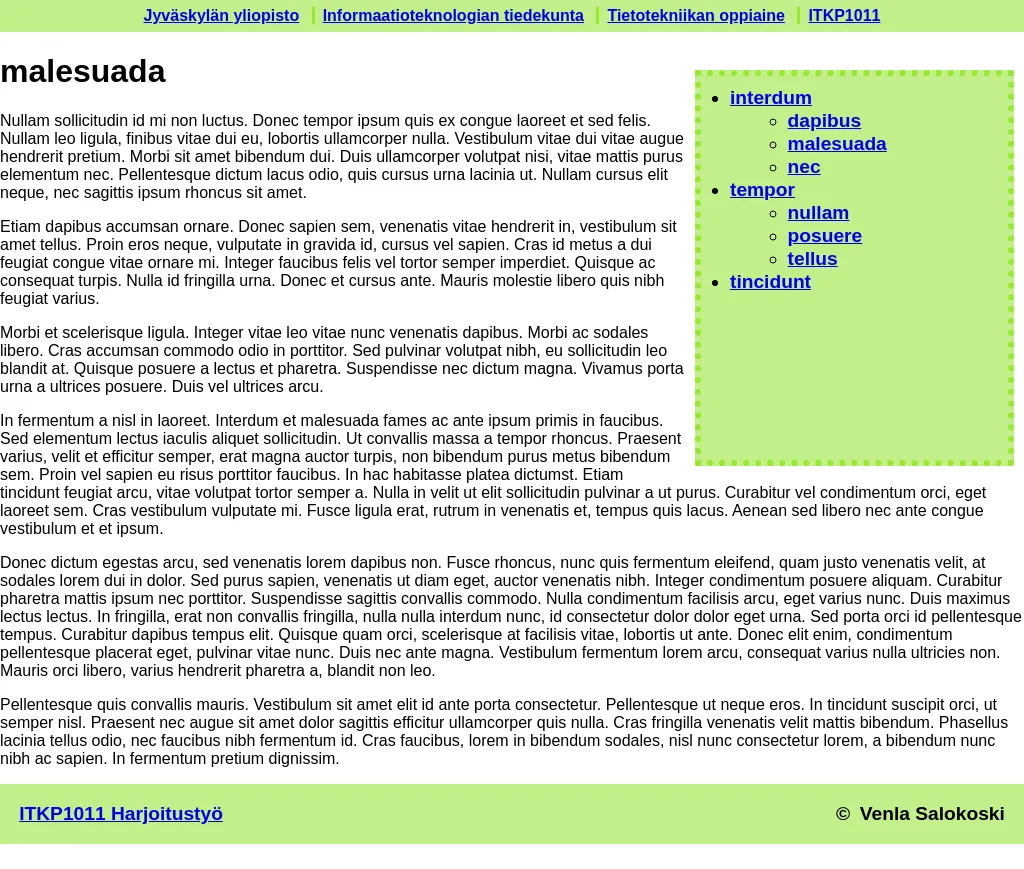 Jyväskylän yliopisto Informaatioteknologian tiedekunta Tietotekniikan oppiaine ITKP1011
malesuada
interdum
dapibus
malesuada
nec
tempor
nullam
posuere
tellus
tincidunt
Nullam sollicitudin id mi non luctus. Donec tempor ipsum quis ex congue laoreet et sed felis.
Nullam leo ligula, finibus vitae dui eu, lobortis ullamcorper nulla. Vestibulum vitae dui vitae augue
hendrerit pretium. Morbi sit amet bibendum dui. Duis ullamcorper volutpat nisi, vitae mattis purus
elementum nec. Pellentesque dictum lacus odio, quis cursus urna lacinia ut. Nullam cursus elit
neque, nec sagittis ipsum rhoncus sit amet.
Etiam dapibus accumsan ornare. Donec sapien sem, venenatis vitae hendrerit in, vestibulum sit
amet tellus. Proin eros neque, vulputate in gravida id, cursus vel sapien. Cras id metus a dui
feugiat congue vitae ornare mi. Integer faucibus felis vel tortor semper imperdiet. Quisque ac
consequat turpis. Nulla id fringilla urna. Donec et cursus ante. Mauris molestie libero quis nibh
feugiat varius.
Morbi et scelerisque ligula. Integer vitae leo vitae nunc venenatis dapibus. Morbi ac sodales
libero. Cras accumsan commodo odio in porttitor. Sed pulvinar volutpat nibh, eu sollicitudin leo
blandit at. Quisque posuere a lectus et pharetra. Suspendisse nec dictum magna. Vivamus porta
urna a ultrices posuere. Duis vel ultrices arcu.
In fermentum a nisl in laoreet. Interdum et malesuada fames ac ante ipsum primis in faucibus.
Sed elementum lectus iaculis aliquet sollicitudin. Ut convallis massa a tempor rhoncus. Praesent
varius, velit et efficitur semper, erat magna auctor turpis, non bibendum purus metus bibendum
sem. Proin vel sapien eu risus porttitor faucibus. In hac habitasse platea dictumst. Etiam
tincidunt feugiat arcu, vitae volutpat tortor semper a. Nulla in velit ut elit sollicitudin pulvinar a ut purus. Curabitur vel condimentum orci, eget
laoreet sem. Cras vestibulum vulputate mi. Fusce ligula erat, rutrum in venenatis et, tempus quis lacus. Aenean sed libero nec ante congue
vestibulum et et ipsum.
Donec dictum egestas arcu, sed venenatis lorem dapibus non. Fusce rhoncus, nunc quis fermentum eleifend, quam justo venenatis velit, at
sodales lorem dui in dolor. Sed purus sapien, venenatis ut diam eget, auctor venenatis nibh. Integer condimentum posuere aliquam. Curabitur
pharetra mattis ipsum nec porttitor. Suspendisse sagittis convallis commodo. Nulla condimentum facilisis arcu, eget varius nunc. Duis maximus
lectus lectus. In fringilla, erat non convallis fringilla, nulla nulla interdum nunc, id consectetur dolor dolor eget urna. Sed porta orci id pellentesque
tempus. Curabitur dapibus tempus elit. Quisque quam orci, scelerisque at facilisis vitae, lobortis ut ante. Donec elit enim, condimentum
pellentesque placerat eget, pulvinar vitae nunc. Duis nec ante magna. Vestibulum fermentum lorem arcu, consequat varius nulla ultricies non.
Mauris orci libero, varius hendrerit pharetra a, blandit non leo.
Pellentesque quis convallis mauris. Vestibulum sit amet elit id ante porta consectetur. Pellentesque ut neque eros. In tincidunt suscipit orci, ut
semper nisl. Praesent nec augue sit amet dolor sagittis efficitur ullamcorper quis nulla. Cras fringilla venenatis velit mattis bibendum. Phasellus
lacinia tellus odio, nec faucibus nibh fermentum id. Cras faucibus, lorem in bibendum sodales, nisl nunc consectetur lorem, a bibendum nunc
nibh ac sapien. In fermentum pretium dignissim.
ITKP1011 Harjoitustyö © Venla Salokoski